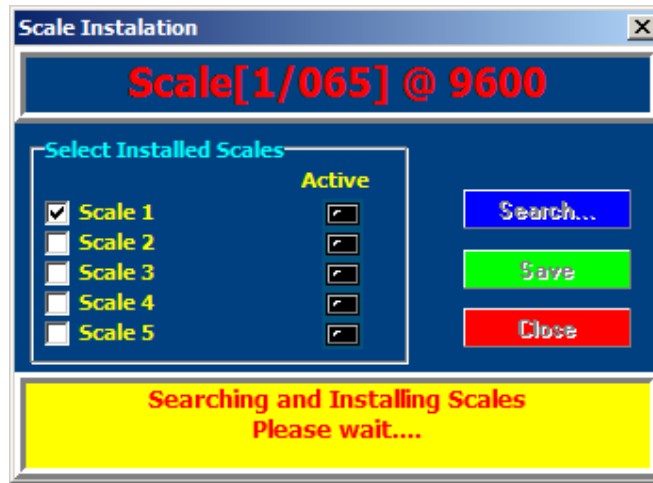 Scale Instalation
Scale[1/065] @ 9600
Select Installed Scales
Active
Scale 1
Scale 2
Scale 3
Scale 4
Scale 5
Search...
Save
Close
Searching and Installing Scales
Please wait....